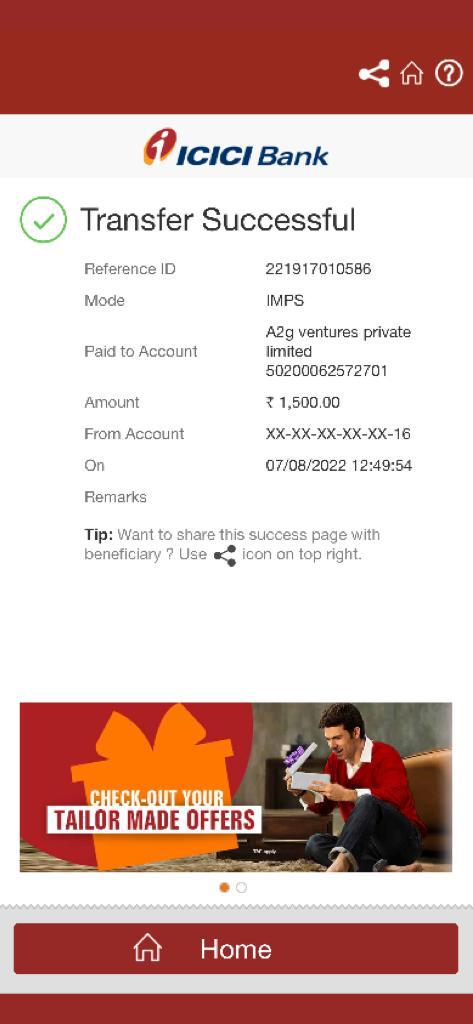 ICICI Bank
Transfer Successful
Reference ID 221917010586
Mode IMPS
Paid to Account A2g ventures private
limited
50200062572701
Amount ₹ 1,500.00
From Account XX-XX-XX-XX-XX-16
On 07/08/2022 12:49:54
Remarks
Tip: Want to share this success page with
beneficiary ? Use icon on top right.
CHECK-OUT YOUR
TAILOR MADE OFFERS
T&C apply
Home